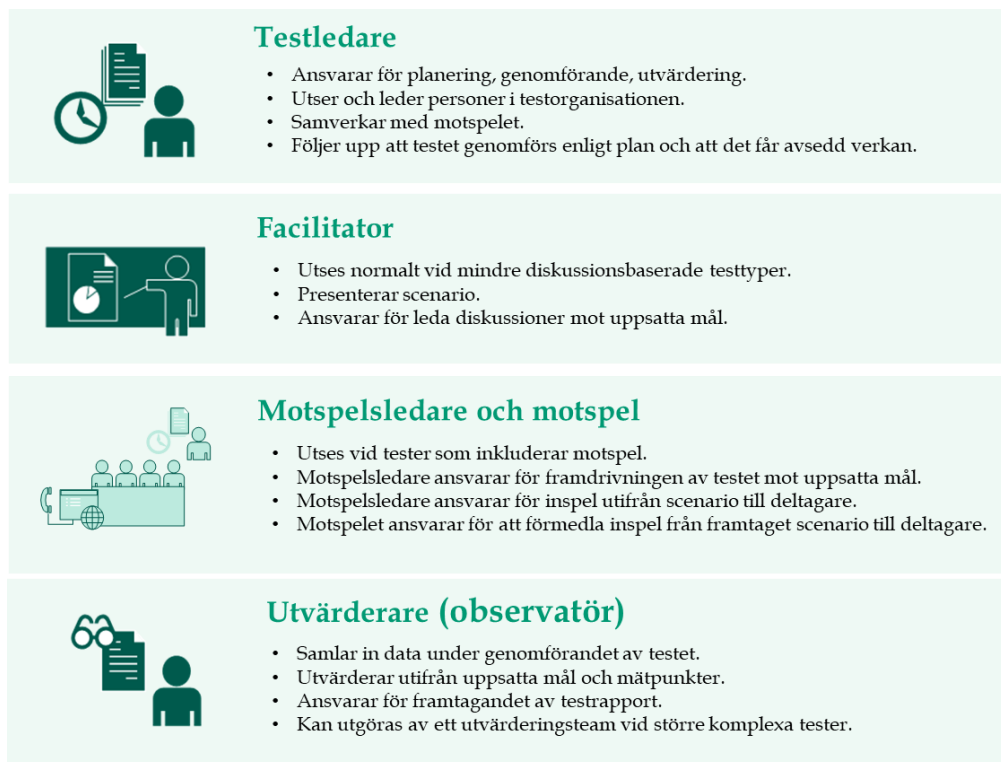 Testledare
• Ansvarar för planering, genomförande, utvärdering.
• Utser och leder personer i testorganisationen.
• Samverkar med motspelet.
• Följer upp att testet genomförs enligt plan och att det får avsedd verkan.
Facilitator
• Utses normalt vid mindre diskussionsbaserade testtyper.
• Presenterar scenario.
• Ansvarar för leda diskussioner mot uppsatta mål.
Motspelsledare och motspel
• Utses vid tester som inkluderar motspel.
• Motspelsledare ansvarar för framdrivningen av testet mot uppsatta mål.
• Motspelsledare ansvarar för inspel utifrån scenario till deltagare.
• Motspelet ansvarar för att förmedla inspel från framtaget scenario till deltagare.
Utvärderare (observatör)
• Samlar in data under genomförandet av testet.
• Utvärderar utifrån uppsatta mål och mätpunkter.
• Ansvarar för framtagandet av testrapport.
• Kan utgöras av ett utvärderingsteam vid större komplexa tester.